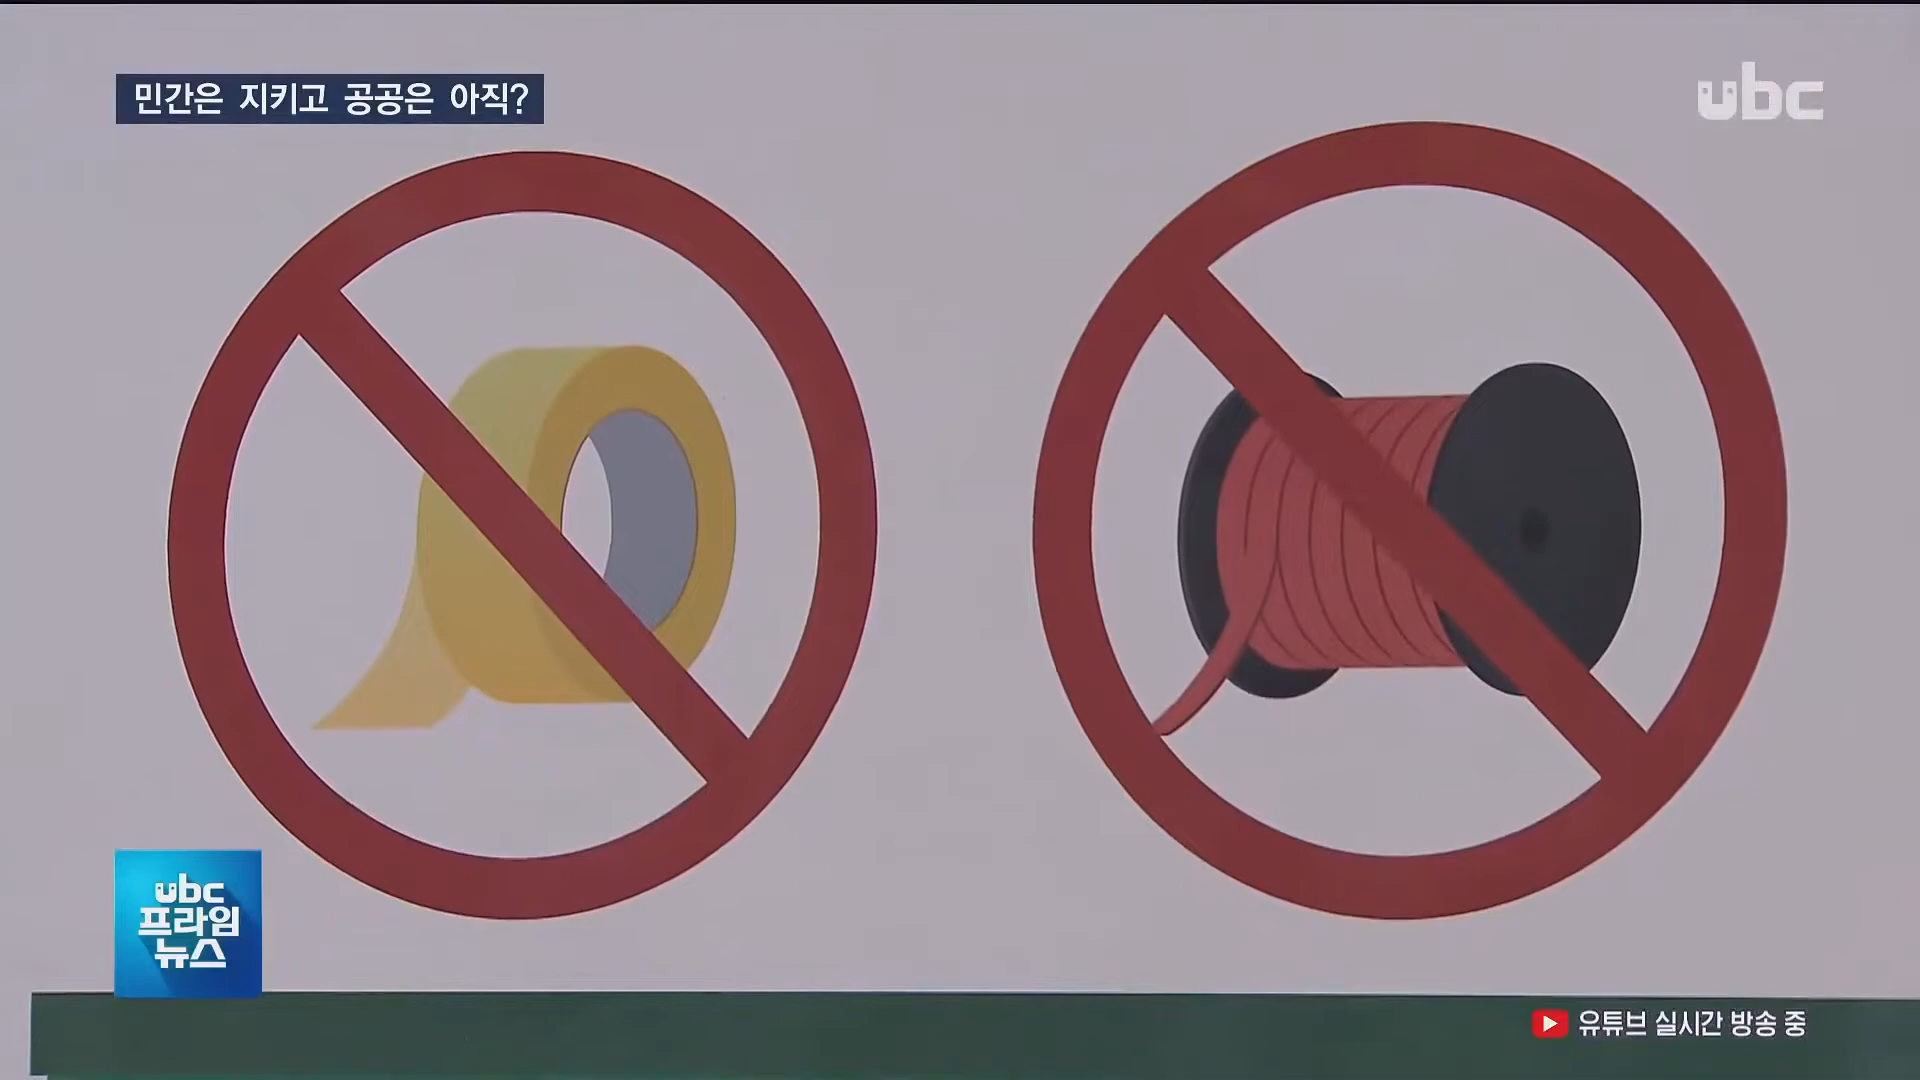 민간은 지키고 공공은 아직?
ubc
ubc
프라임
뉴스
유튜브 실시간 방송 중